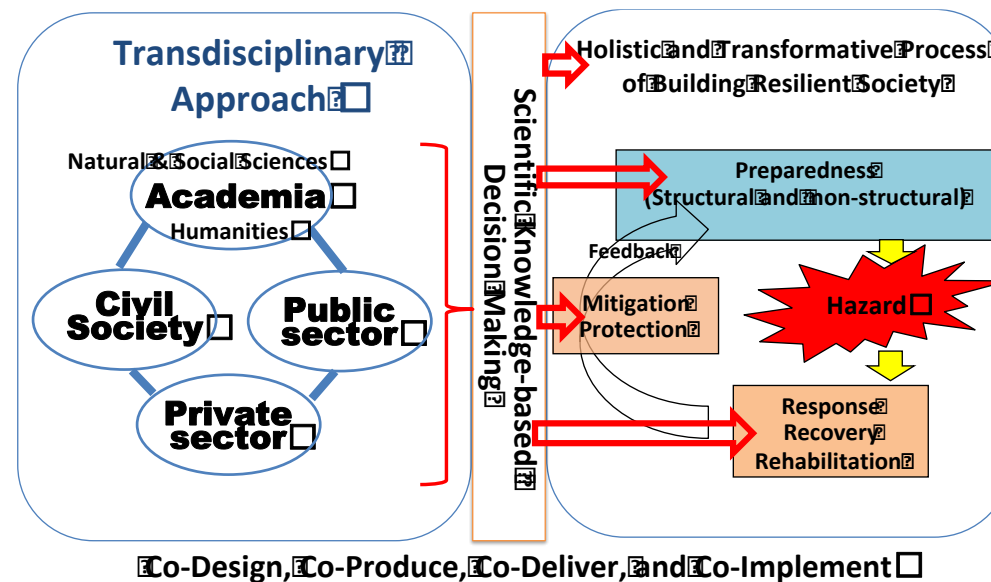 Transdisciplinary
Approach
Natural & Social Sciences
Academia
Humanities
Civil
Society
Public
sector
Private
sector
Scientific Knowledge-based
Decision Making
Holistic and Transformative Process
of Building Resilient Society
Preparedness
(Structural and non-structural)
Feedback
Mitigation
Protection
Hazard
Response
Recovery
Rehabilitation
Co-Design, Co-Produce, Co-Deliver, and Co-Implement